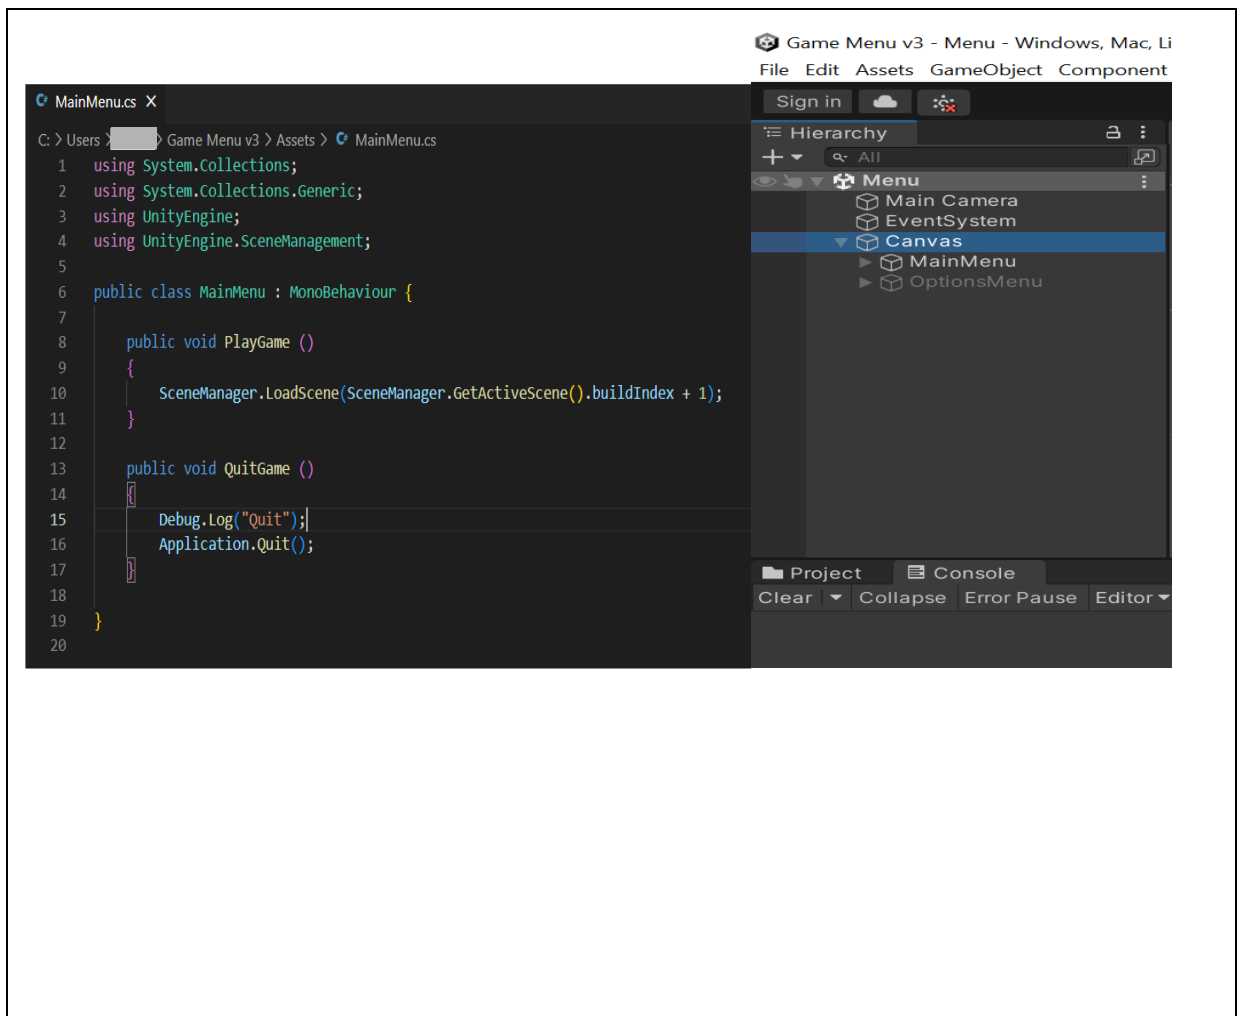 MainMenu.cs X
C: > Users > > Game Menu v3 > Assets > MainMenu.cs
1 using System.Collections;
2 using System.Collections.Generic;
3 using UnityEngine;
4 using UnityEngine.SceneManagement;
5
6 public class MainMenu : MonoBehaviour {
7
8 public void PlayGame ()
9 {
10 SceneManager.LoadScene(SceneManager.GetActiveScene().buildIndex + 1);
11 }
12
13 public void QuitGame ()
14 {
15 Debug.Log("Quit");
16 Application.Quit();
17 }
18
19 }
20
Game Menu v3 - Menu - Windows, Mac, Li
File Edit Assets GameObject Component
Sign in
Hierarchy
All
Menu
Main Camera
EventSystem
Canvas
MainMenu
OptionsMenu
Project Console
Clear Collapse Error Pause Editor